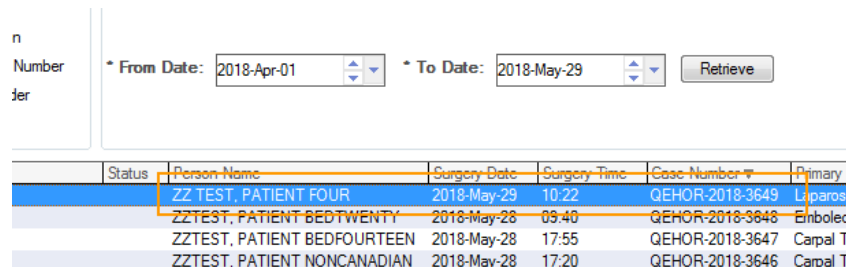 n
Number
der
* From Date: 2018-Apr-01 * To Date: 2018-May-29 Retrieve
Status Person Name Surgery Date Surgery Time Case Number Primary
ZZ TEST, PATIENT FOUR 2018-May-29 10:22 QEHOR-2018-3649 Laparos
ZZTEST, PATIENT BEDTWENTY 2018-May-28 09:40 QEHOR-2018-3648 Embolec
ZZTEST, PATIENT BEDFOURTEEN 2018-May-28 17:55 QEHOR-2018-3647 Carpal T
ZZTEST, PATIENT NONCANADIAN 2018-May-28 17:20 QEHOR-2018-3646 Carpal T